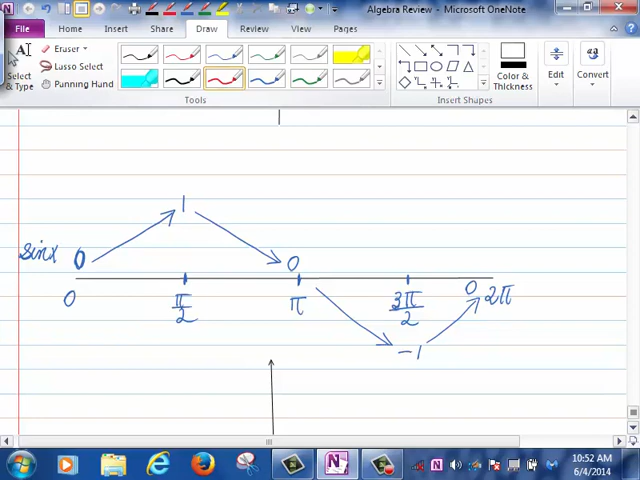 Algebra Review - Microsoft OneNote
File Home Insert Share Draw Review View Pages
Select & Type
Eraser
Lasso Select
Panning Hand
Color & Thickness
Edit
Convert
Tools
Insert Shapes
1
sinx 0 0
0 π/2 π 3π/2 0 2π
-1
10:52 AM
6/4/2014